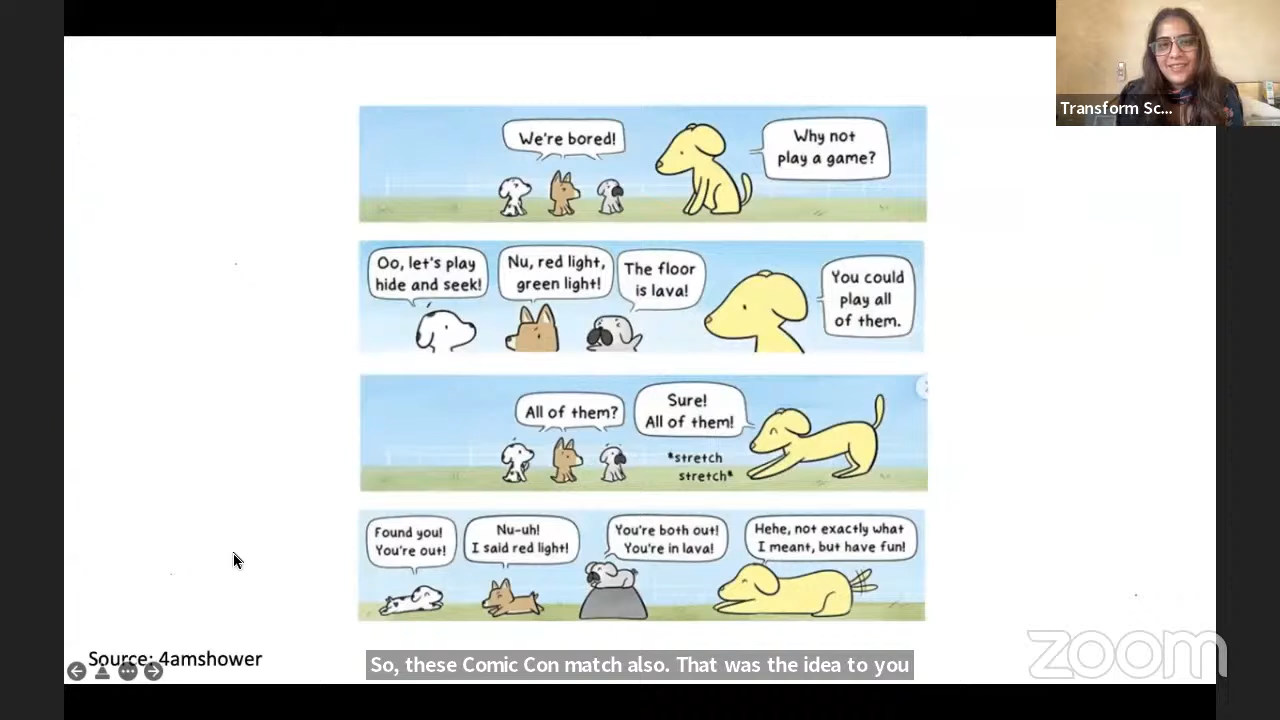 Transform Sc...
We're bored!
Why not
play a game?
Oo, let's play
hide and seek!
Nu, red light,
green light!
The floor
is lava!
You could
play all
of them.
All of them?
Sure!
All of them!
*stretch
stretch*
Found you!
You're out!
Nu-uh!
I said red light!
You're both out!
You're in lava!
Hehe, not exactly what
I meant, but have fun!
Source: 4amshower
So, these Comic Con match also. That was the idea to you
zoom